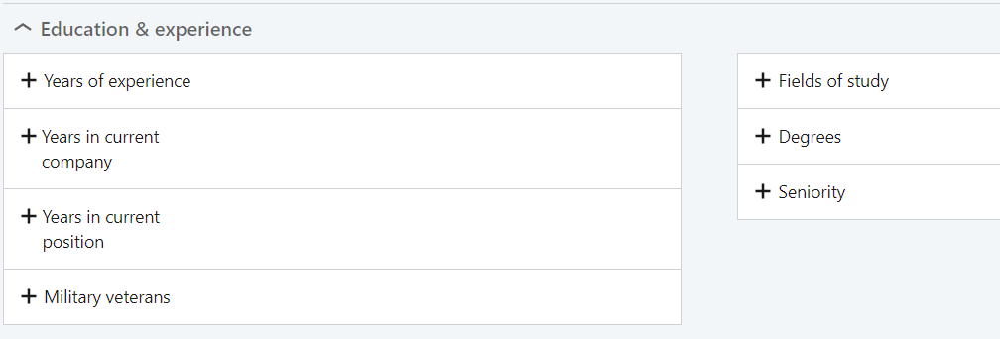 Education & experience
Years of experience
Years in current
company
Years in current
position
Military veterans
Fields of study
Degrees
Seniority